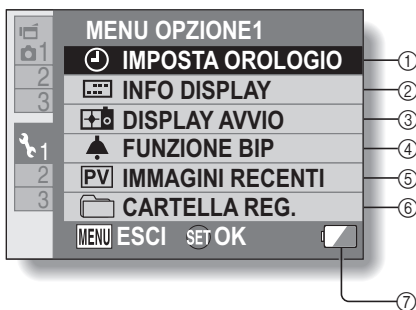 MENU OPZIONE1
1 IMPOSTA OROLOGIO ①
2 INFO DISPLAY ②
3 DISPLAY AVVIO ③
1 FUNZIONE BIP ④
2 PV IMMAGINI RECENTI ⑤
3 CARTELLA REG. ⑥
MENU ESCI SET OK
⑦